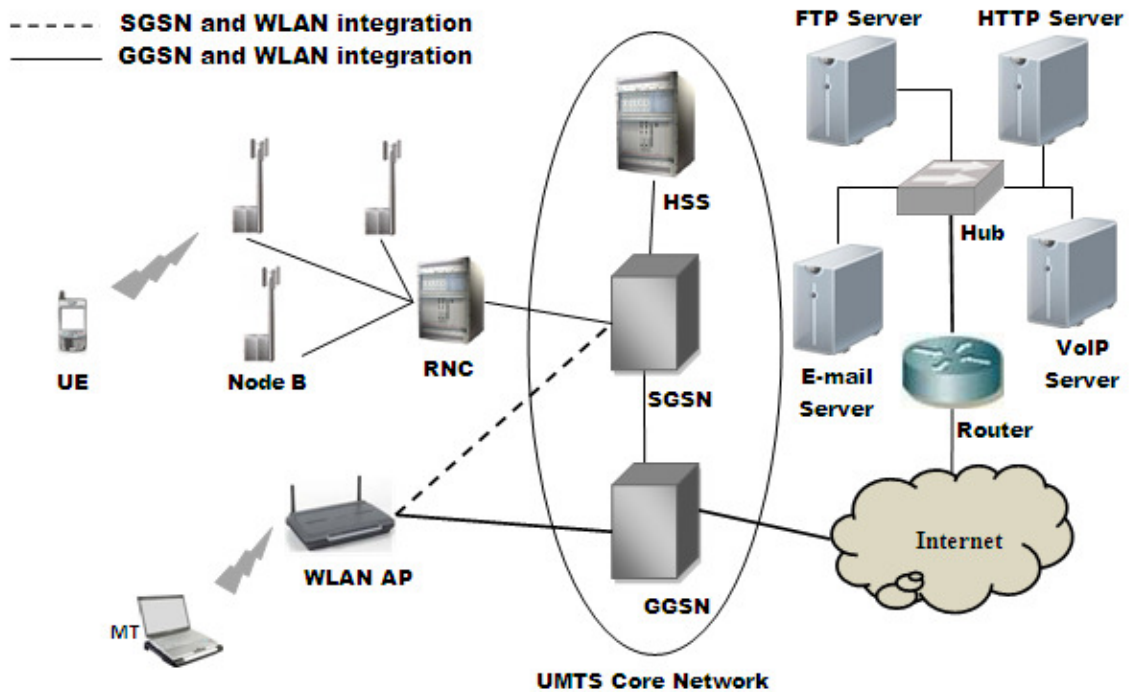 SGSN and WLAN integration
GGSN and WLAN integration
FTP Server
HTTP Server
HSS
Hub
UE
Node B
RNC
SGSN
E-mail
Server
VoIP
Server
Router
Internet
WLAN AP
GGSN
MT
UMTS Core Network